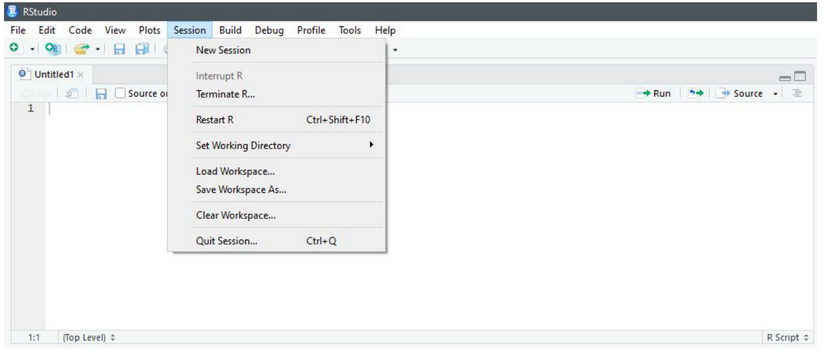 RStudio
File Edit Code View Plots Session Build Debug Profile Tools Help
New Session
Untitled1
Interrupt R
Terminate R...
Source Run Source
1
Restart R Ctrl+Shift+F10
Set Working Directory
Load Workspace...
Save Workspace As...
Clear Workspace...
Quit Session... Ctrl+Q
1:1 (Top Level) R Script